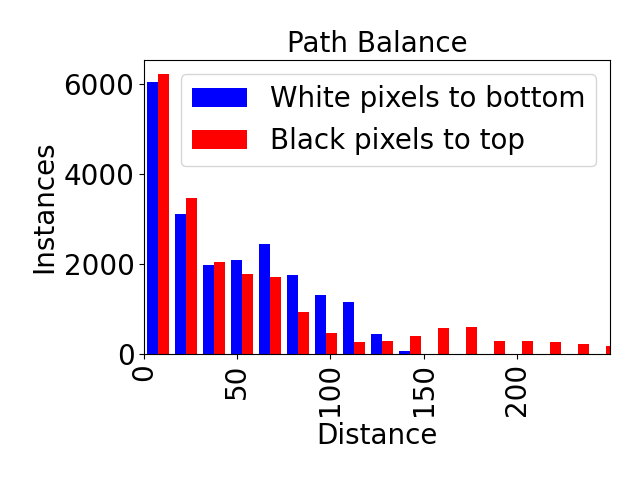 Path Balance
White pixels to bottom
Black pixels to top
Instances
6000
4000
2000
0
0
50
100
150
200
Distance